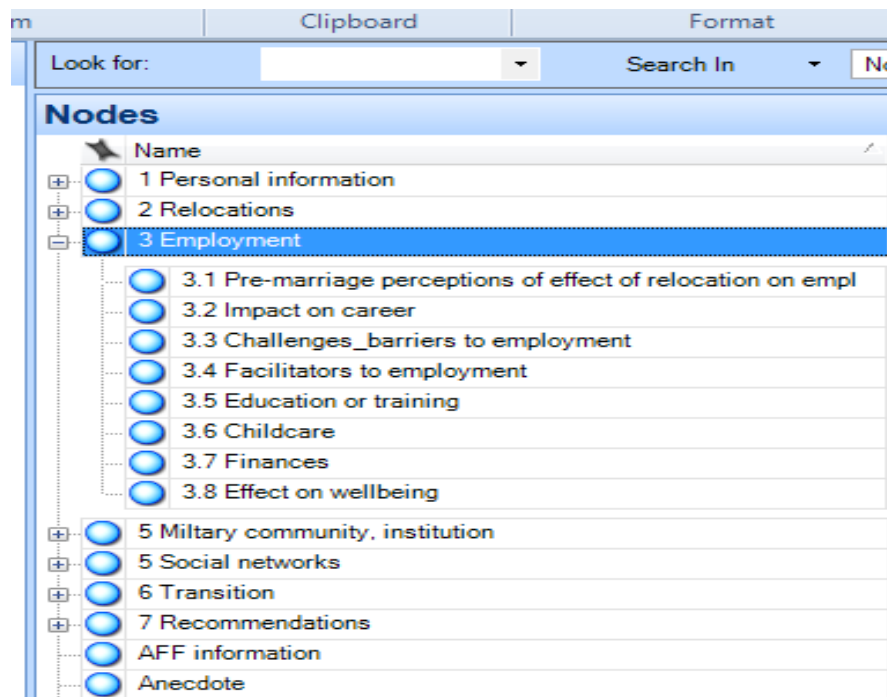 m Clipboard Format
Look for: Search In No
Nodes
Name
1 Personal information
2 Relocations
3 Employment
3.1 Pre-marriage perceptions of effect of relocation on empl
3.2 Impact on career
3.3 Challenges_barriers to employment
3.4 Facilitators to employment
3.5 Education or training
3.6 Childcare
3.7 Finances
3.8 Effect on wellbeing
5 Miltary community, institution
5 Social networks
6 Transition
7 Recommendations
AFF information
Anecdote